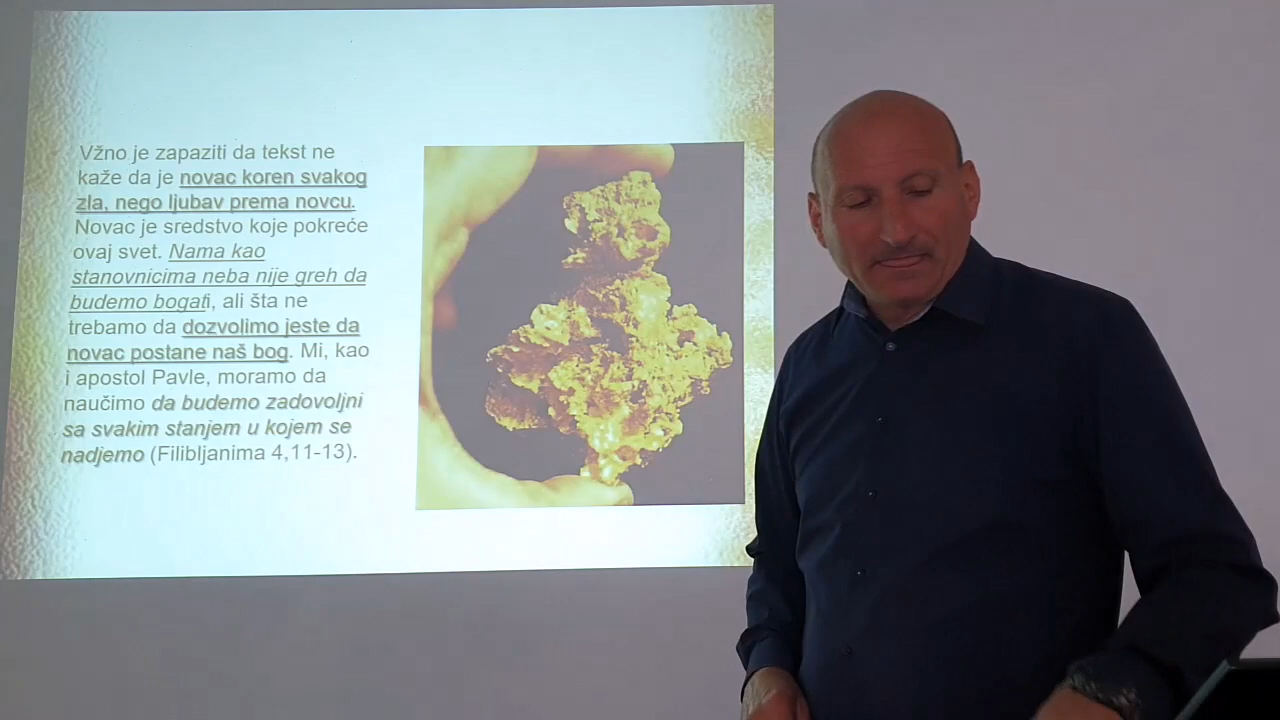 Vžno je zapaziti da tekst ne
kaže da je novac koren svakog
zla, nego ljubav prema novcu.
Novac je sredstvo koje pokreće
ovaj svet. Nama kao
stanovnicima neba nije greh da
budemo bogati, ali šta ne
trebamo da dozvolimo jeste da
novac postane naš bog. Mi, kao
i apostol Pavle, moramo da
naučimo da budemo zadovoljni
sa svakim stanjem u kojem se
nadjemo (Filibljanima 4,11-13).